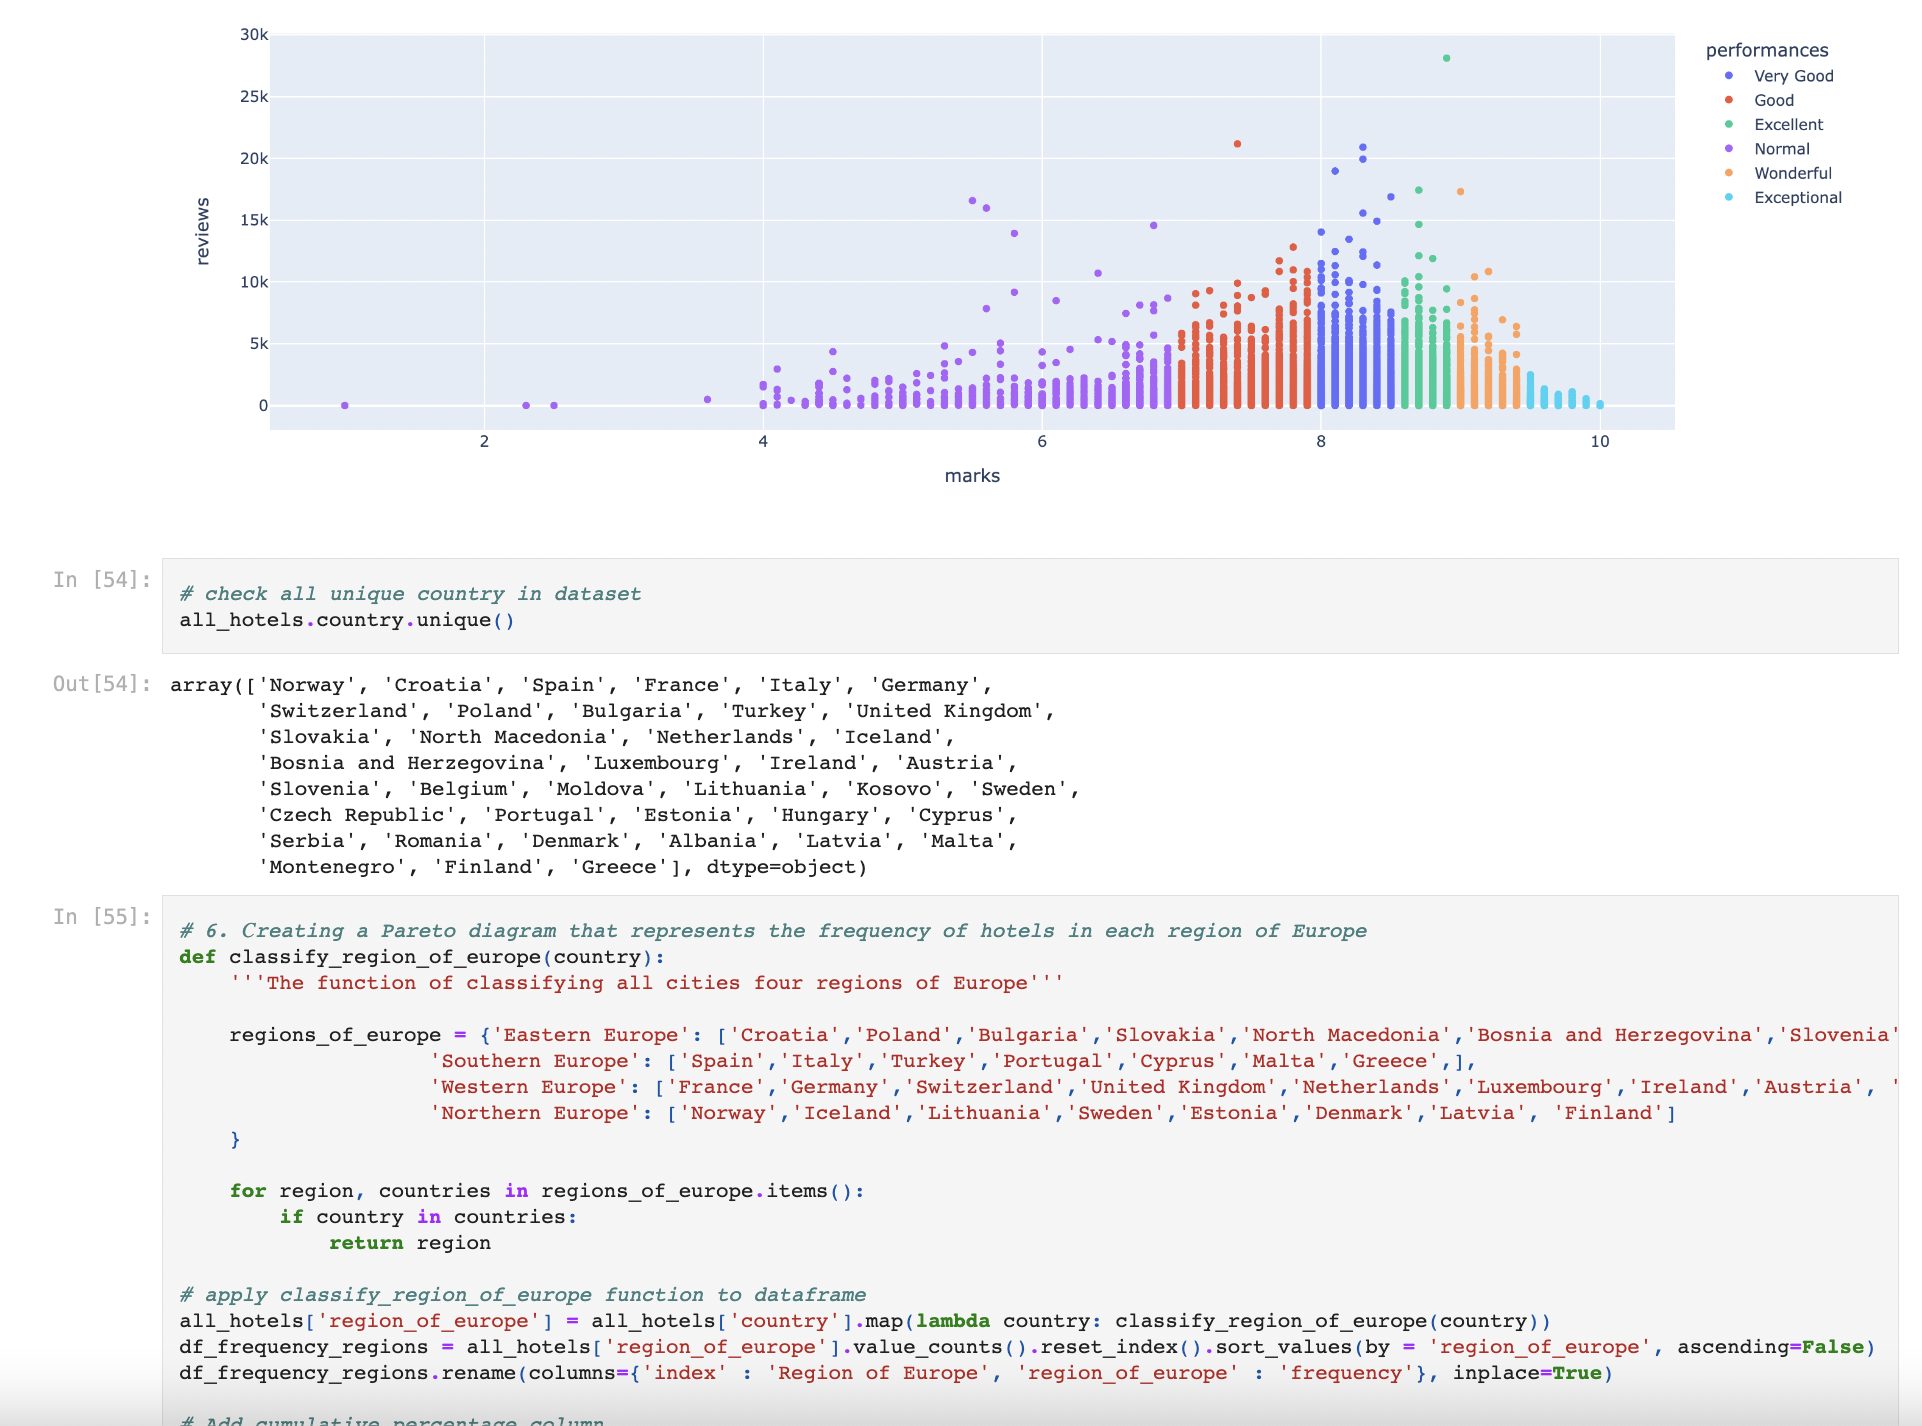 30k
25k
20k
15k
10k
5k
0
reviews
2 4 6 8 10
marks
performances
Very Good
Good
Excellent
Normal
Wonderful
Exceptional
In [54]:
# check all unique country in dataset
all_hotels.country.unique()
Out[54]:
array(['Norway', 'Croatia', 'Spain', 'France', 'Italy', 'Germany',
'Switzerland', 'Poland', 'Bulgaria', 'Turkey', 'United Kingdom',
'Slovakia', 'North Macedonia', 'Netherlands', 'Iceland',
'Bosnia and Herzegovina', 'Luxembourg', 'Ireland', 'Austria',
'Slovenia', 'Belgium', 'Moldova', 'Lithuania', 'Kosovo', 'Sweden',
'Czech Republic', 'Portugal', 'Estonia', 'Hungary', 'Cyprus',
'Serbia', 'Romania', 'Denmark', 'Albania', 'Latvia', 'Malta',
'Montenegro', 'Finland', 'Greece'], dtype=object)
In [55]:
# 6. Creating a Pareto diagram that represents the frequency of hotels in each region of Europe
def classify_region_of_europe(country):
'''The function of classifying all cities four regions of Europe'''
regions_of_europe = {'Eastern Europe': ['Croatia','Poland','Bulgaria','Slovakia','North Macedonia','Bosnia and Herzegovina','Slovenia'
'Southern Europe': ['Spain','Italy','Turkey','Portugal','Cyprus','Malta','Greece',],
'Western Europe': ['France','Germany','Switzerland','United Kingdom','Netherlands','Luxembourg','Ireland','Austria', '
'Northern Europe': ['Norway','Iceland','Lithuania','Sweden','Estonia','Denmark','Latvia', 'Finland']
}
for region, countries in regions_of_europe.items():
if country in countries:
return region
# apply classify_region_of_europe function to dataframe
all_hotels['region_of_europe'] = all_hotels['country'].map(lambda country: classify_region_of_europe(country))
df_frequency_regions = all_hotels['region_of_europe'].value_counts().reset_index().sort_values(by = 'region_of_europe', ascending=False)
df_frequency_regions.rename(columns={'index' : 'Region of Europe', 'region_of_europe' : 'frequency'}, inplace=True)
# Add cumulative percentage column